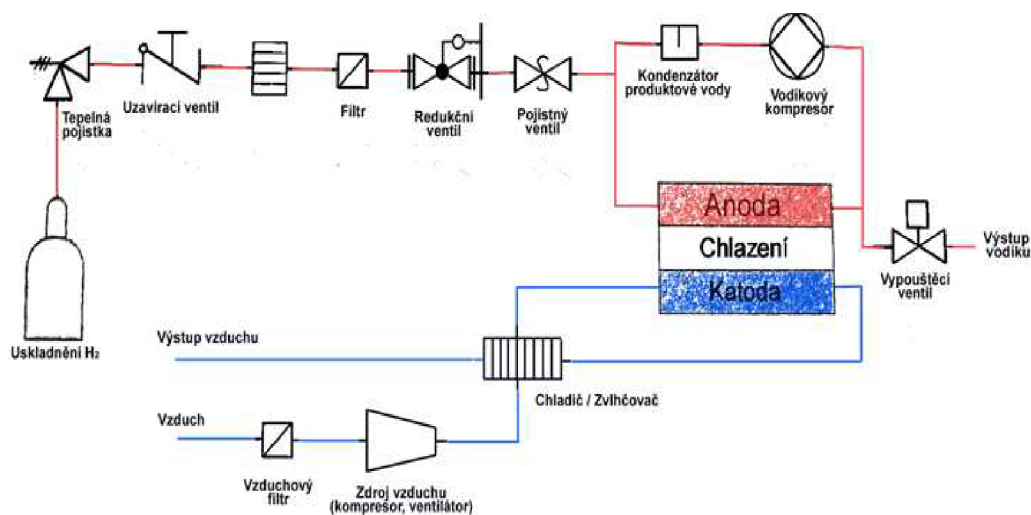 Tepelná
pojistka
Uzavírací ventil
Filtr
Redukční
ventil
Pojistný
ventil
Kondenzátor
produktové vody
Vodíkový
kompresor
Anoda
Chlazení
Katoda
Výstup
vodíku
Vypouštěcí
ventil
Uskladnění H₂
Výstup vzduchu
Chladič / Zvlhčovač
Vzduch
Vzduchový
filtr
Zdroj vzduchu
(kompresor, ventilátor)